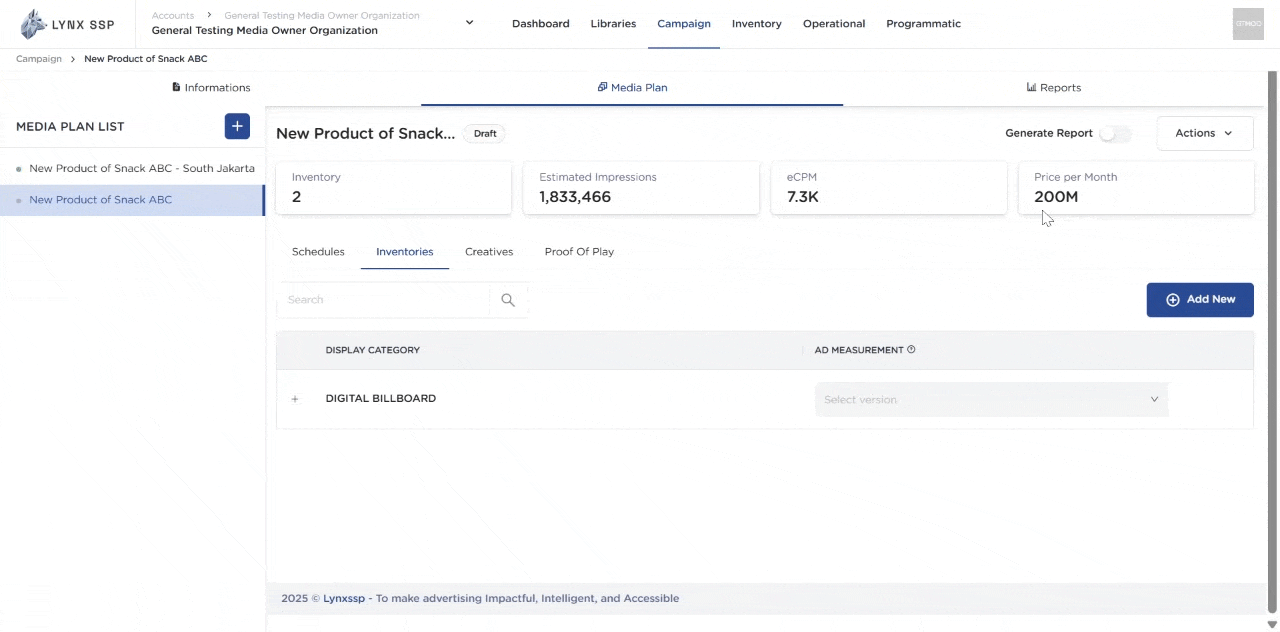 LYNX SSP
Accounts > General Testing Media Owner Organization
General Testing Media Owner Organization
Dashboard Libraries Campaign Inventory Operational Programmatic
GTMOO
Campaign > New Product of Snack ABC
Informations Media Plan Reports
MEDIA PLAN LIST
New Product of Snack ABC - South Jakarta
New Product of Snack ABC
New Product of Snack... Draft Generate Report Actions
Inventory Estimated Impressions eCPM Price per Month
2 1,833,466 7.3K 200M
Schedules Inventories Creatives Proof Of Play
Search Add New
DISPLAY CATEGORY AD MEASUREMENT
DIGITAL BILLBOARD Select version
2025 © Lynxssp - To make advertising Impactful, Intelligent, and Accessible